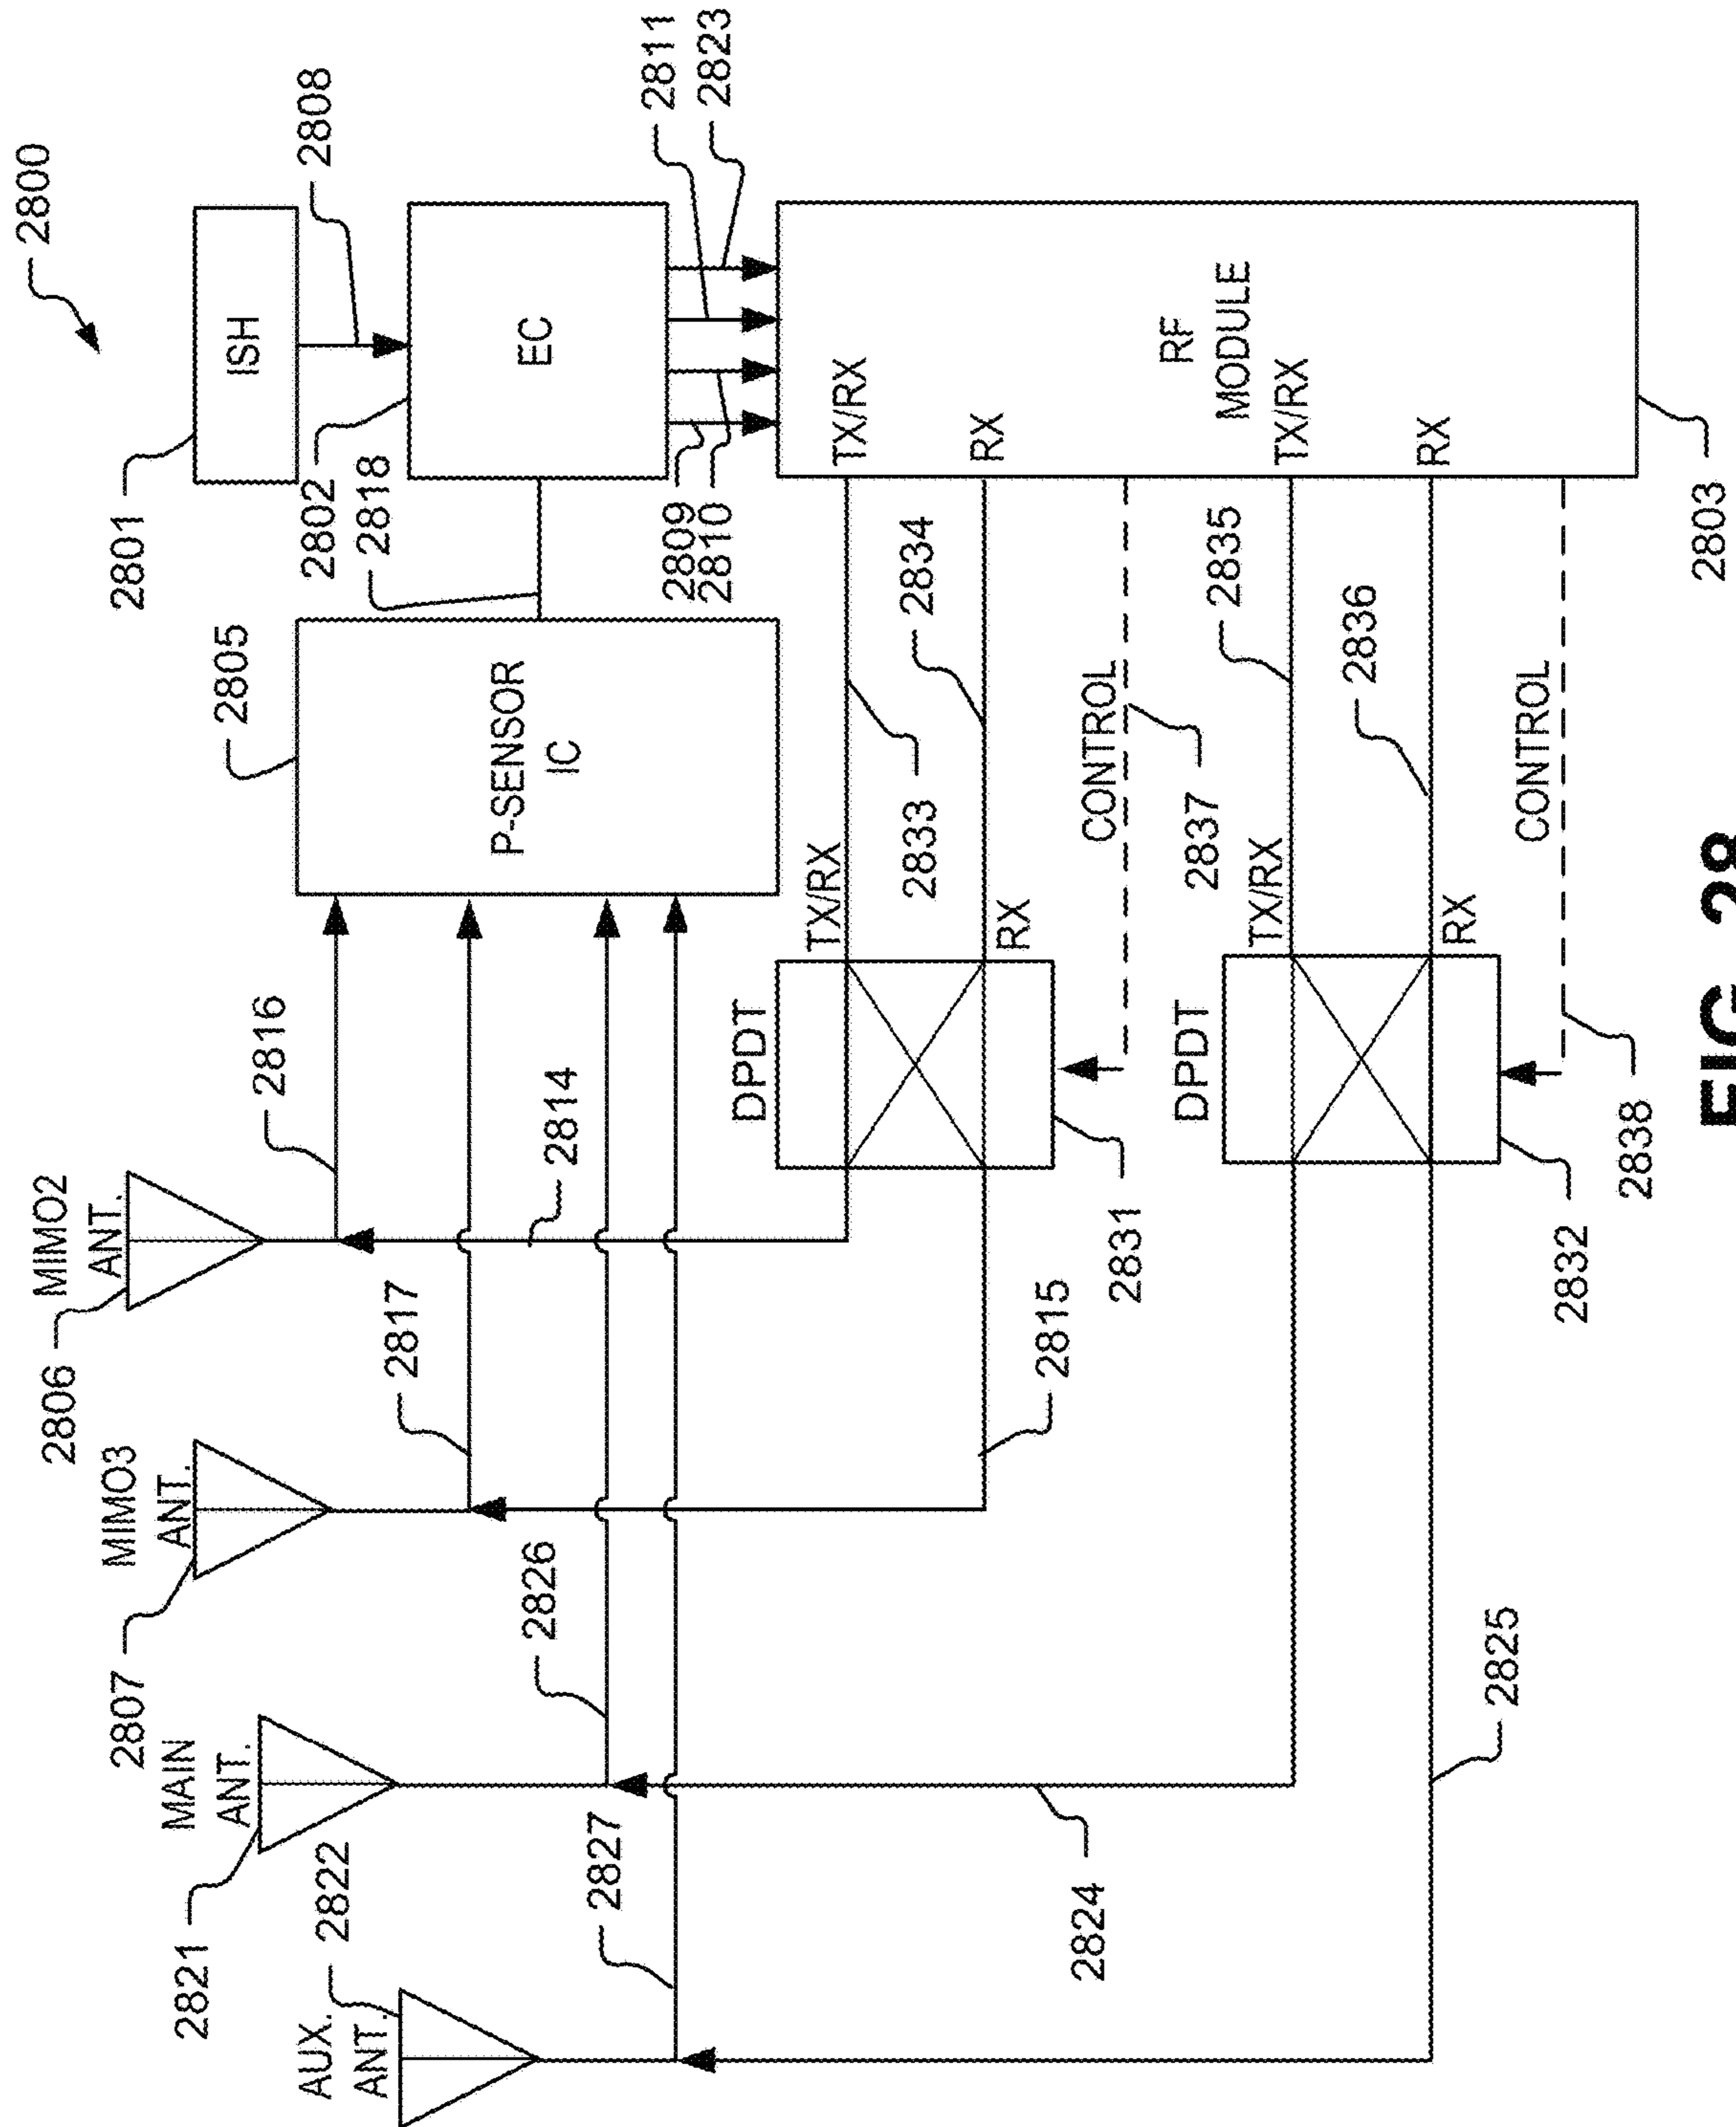 2800
2801
ISH
2808
2802
EC
2818
2809
2810
2811
2823
2805
P-SENSOR
IC
MIMO2
ANT.
2806
2816
2814
MIMO3
ANT.
2807
2817
2815
MAIN
ANT.
2821
2826
2824
AUX.
ANT.
2822
2827
2825
DPDT
TX/RX
RX
2831
2833
2834
CONTROL
2837
DPDT
TX/RX
RX
2832
2835
2836
CONTROL
2838
TX/RX
RX
RF
MODULE
TX/RX
RX
2803
FIG. 28